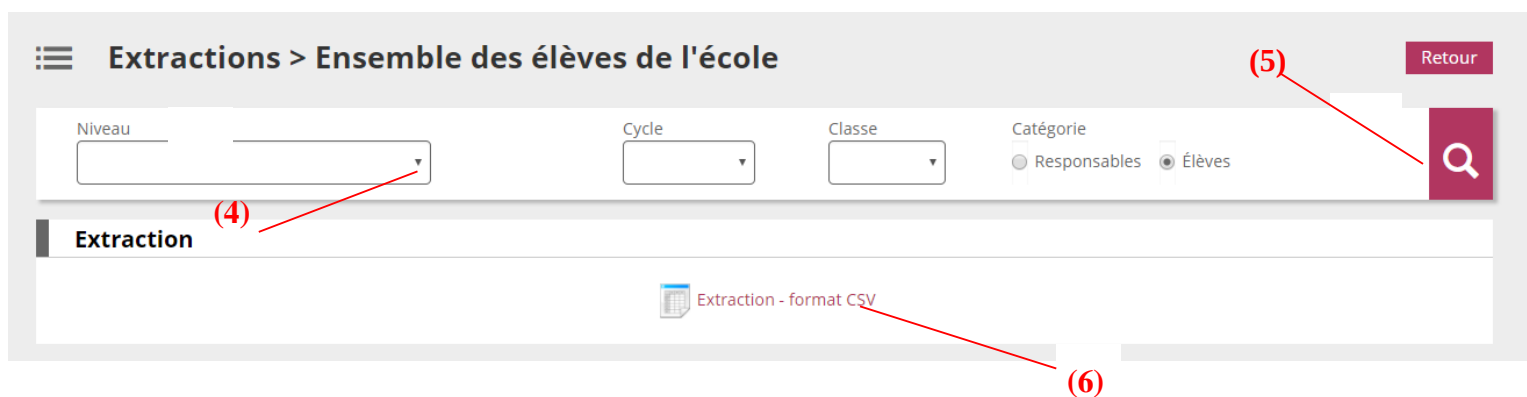 Extractions > Ensemble des élèves de l'école
(5)
Retour
Niveau
Cycle
Classe
Catégorie
Responsables
Élèves
(4)
Extraction
Extraction - format CSV
(6)